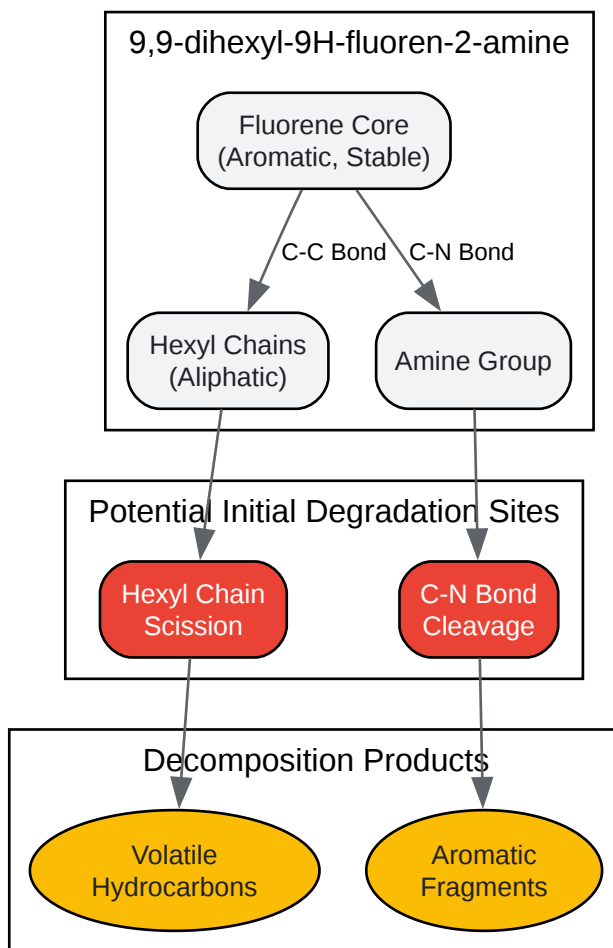 9,9-dihexyl-9H-fluoren-2-amine
Fluorene Core
(Aromatic, Stable)
C-C Bond
C-N Bond
Hexyl Chains
(Aliphatic)
Amine Group
Potential Initial Degradation Sites
Hexyl Chain
Scission
C-N Bond
Cleavage
Decomposition Products
Volatile
Hydrocarbons
Aromatic
Fragments